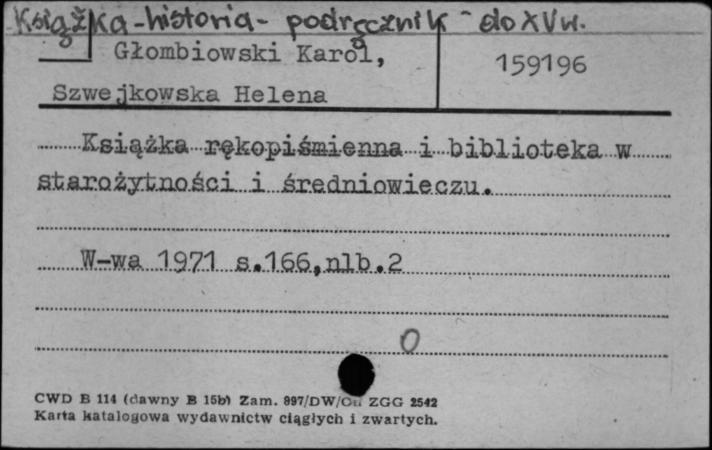 Książka - historia - podręcznik - do XVw.
Głombiowski Karol,
159196
Szwejkowska Helena
Książka rękopiśmienna i biblioteka w
starożytności i średniowieczu.
W-wa 1971 s.166,nlb.2
0
CWD B 114 (dawny B 15b) Zam. 897/DW/ ZGG 2542
Karta katalogowa wydawnictw ciągłych i zwartych.